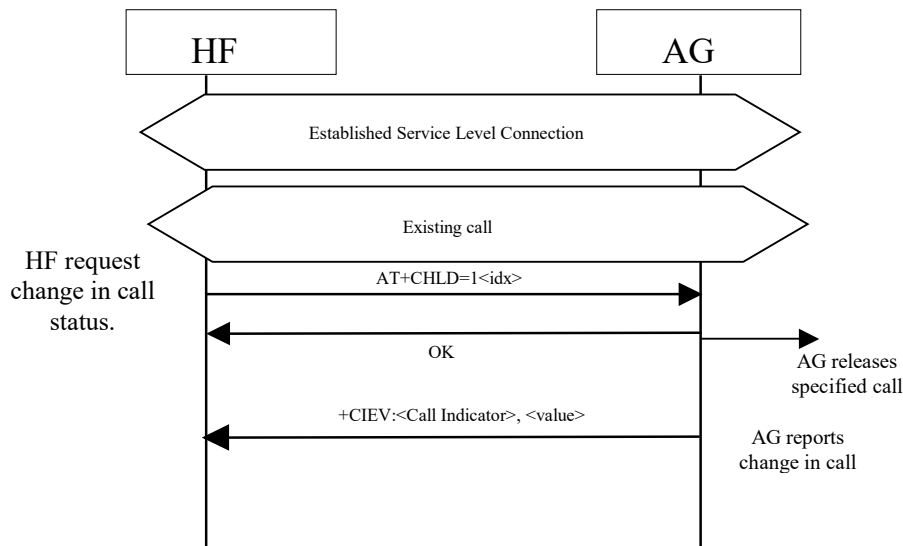 HF
AG
Established Service Level Connection
Existing call
HF request
change in call
status.
AT+CHLD=1<idx>
OK
AG releases
specified call
+CIEV:<Call Indicator>, <value>
AG reports
change in call